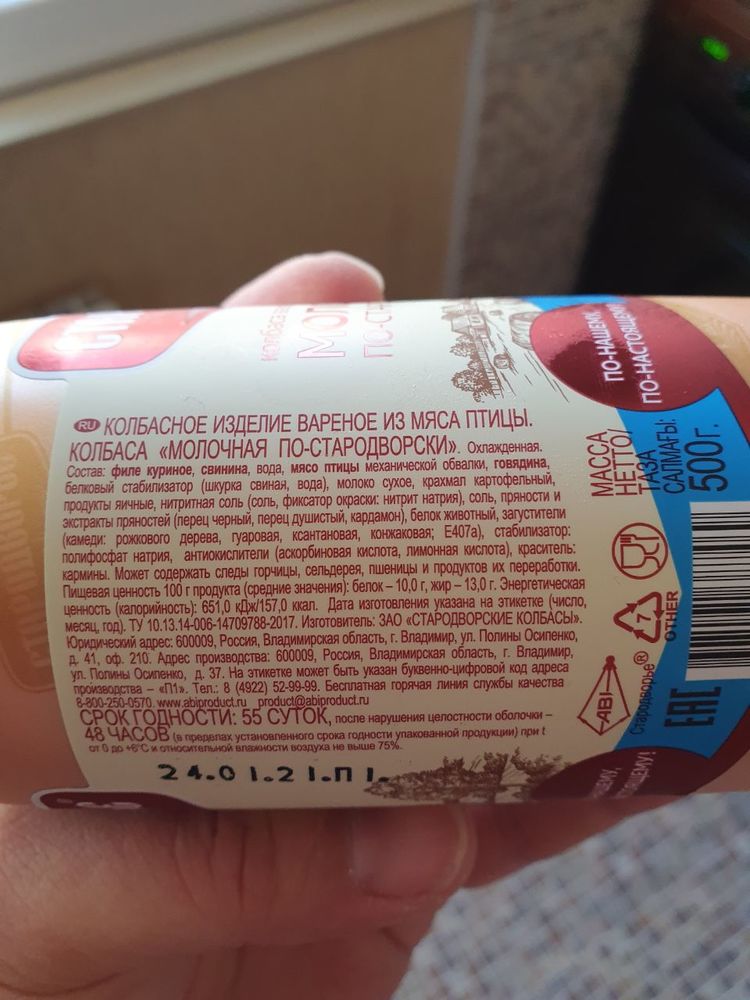 МОЛ
ПО-СТ
ПО-НАШЕМУ,
ПО-НАСТОЯЩЕМУ!
RU КОЛБАСНОЕ ИЗДЕЛИЕ ВАРЕНОЕ ИЗ МЯСА ПТИЦЫ.
КОЛБАСА «МОЛОЧНАЯ ПО-СТАРОДВОРСКИ». Охлажденная.
Состав: филе куриное, свинина, вода, мясо птицы механической обвалки, говядина,
белковый стабилизатор (шкурка свиная, вода), молоко сухое, крахмал картофельный,
продукты яичные, нитритная соль (соль, фиксатор окраски: нитрит натрия), соль, пряности и
экстракты пряностей (перец черный, перец душистый, кардамон), белок животный, загустители
(камеди: рожкового дерева, гуаровая, ксантановая, конжаковая; Е407а), стабилизатор:
полифосфат натрия, антиокислители (аскорбиновая кислота, лимонная кислота), краситель:
кармины. Может содержать следы горчицы, сельдерея, пшеницы и продуктов их переработки.
Пищевая ценность 100 г продукта (средние значения): белок – 10,0 г, жир – 13,0 г. Энергетическая
ценность (калорийность): 651,0 кДж/157,0 ккал. Дата изготовления указана на этикетке (число,
месяц, год). ТУ 10.13.14-006-14709788-2017. Изготовитель: ЗАО «СТАРОДВОРСКИЕ КОЛБАСЫ».
Юридический адрес: 600009, Россия, Владимирская область, г. Владимир, ул. Полины Осипенко,
д. 41, оф. 210. Адрес производства: 600009, Россия, Владимирская область, г. Владимир,
ул. Полины Осипенко, д. 37. На этикетке может быть указан буквенно-цифровой код адреса
производства – «П1». Тел.: 8 (4922) 52-99-99. Бесплатная горячая линия службы качества
8-800-250-0570. www.abiproduct.ru product@abiproduct.ru
СРОК ГОДНОСТИ: 55 СУТОК, после нарушения целостности оболочки –
48 ЧАСОВ (в пределах установленного срока годности упакованной продукции) при t
от 0 до +6°С и относительной влажности воздуха не выше 75%.
24.01.21.П1.
МАССА
НЕТТО/
ТАЗА
САЛМАҒЫ:
500г.
7
OTHER
ABI
Стародворье®
EAC